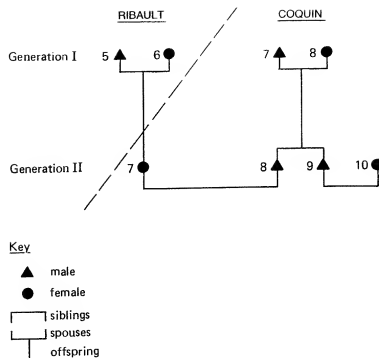 RIBAULT COQUIN
Generation I 5 6 7 8
Generation II 7 8 9 10
Key
male
female
siblings
spouses
offspring